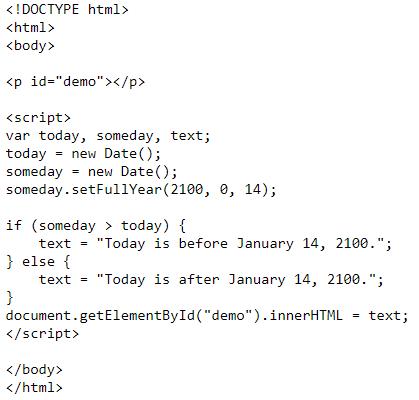 <!DOCTYPE html>
<html>
<body>

<p id="demo"></p>

<script>
var today, someday, text;
today = new Date();
someday = new Date();
someday.setFullYear(2100, 0, 14);

if (someday > today) {
    text = "Today is before January 14, 2100.";
} else {
    text = "Today is after January 14, 2100.";
}
document.getElementById("demo").innerHTML = text;
</script>

</body>
</html>